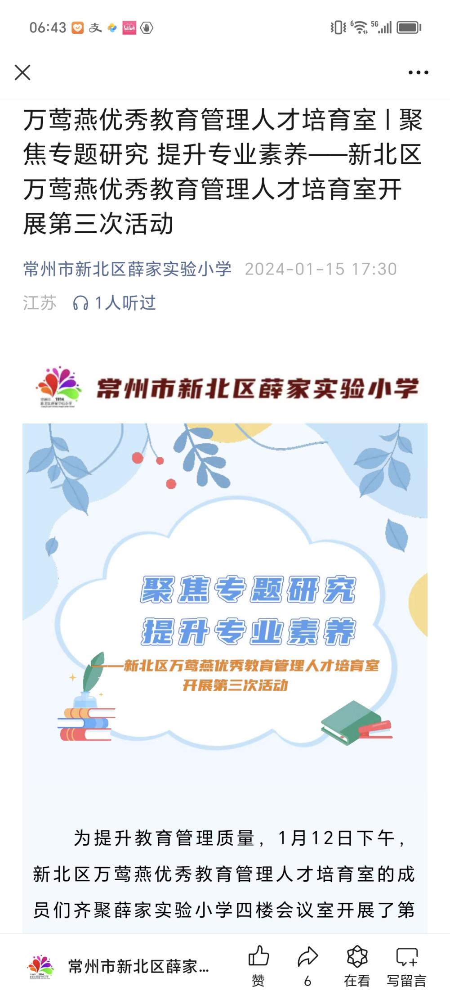 06:43
6
5G
万莺燕优秀教育管理人才培育室 | 聚
焦专题研究 提升专业素养——新北区
万莺燕优秀教育管理人才培育室开
展第三次活动
常州市新北区薛家实验小学 2024-01-15 17:30
江苏 1人听过
1914
常州市新北区薛家实验小学
聚焦专题研究
提升专业素养
——新北区万莺燕优秀教育管理人才培育室
开展第三次活动
为提升教育管理质量，1月12日下午，
新北区万莺燕优秀教育管理人才培育室的成
员们齐聚薛家实验小学四楼会议室开展了第
常州市新北区薛家...
赞
6
在看
写留言